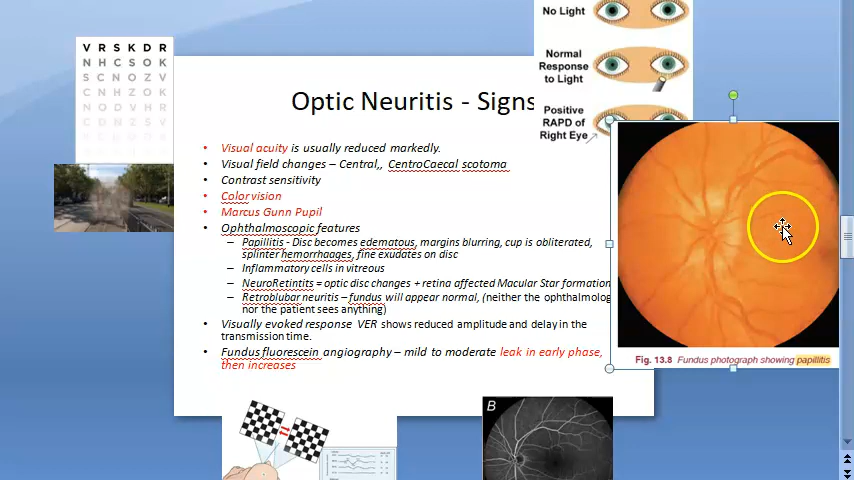 Optic Neuritis - Signs
V R S K D R
N H C S O K
S C N O Z V
C N H Z O K
N O D V H R
No Light
Normal
Response
to Light
Positive
RAPD of
Right Eye
• Visual acuity is usually reduced markedly.
• Visual field changes – Central,, CentroCaecal scotoma
• Contrast sensitivity
• Color vision
• Marcus Gunn Pupil
• Ophthalmoscopic features
– Papillitis - Disc becomes edematous, margins blurring, cup is obliterated,
splinter hemorhaages, fine exudates on disc
– Inflammatory cells in vitreous
– NeuroRetintits = optic disc changes + retina affected Macular Star formation
– Retroblubar neuritis – fundus will appear normal, (neither the ophthalmolog
nor the patient sees anything)
• Visually evoked response VER shows reduced amplitude and delay in the
transmission time.
• Fundus fluorescein angiography – mild to moderate leak in early phase,
then increases
Fig. 13.8 Fundus photograph showing papillitis
B